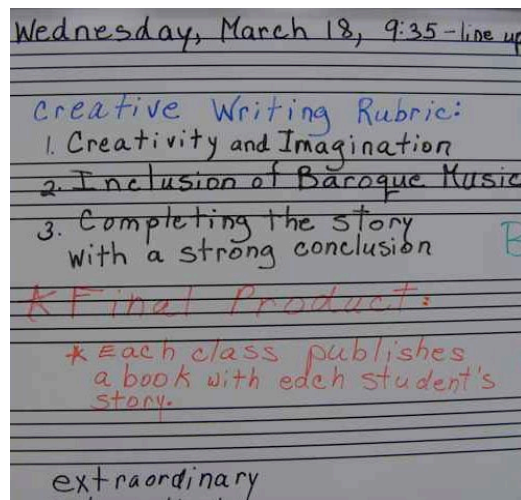 Wednesday, March 18, 9:35-line up
Creative Writing Rubric:
1. Creativity and Imagination
2. Inclusion of Baroque Music
3. Completing the story
with a strong conclusion
B
* Final Product:
* Each class publishes
a book with each student's
story.
extraordinary